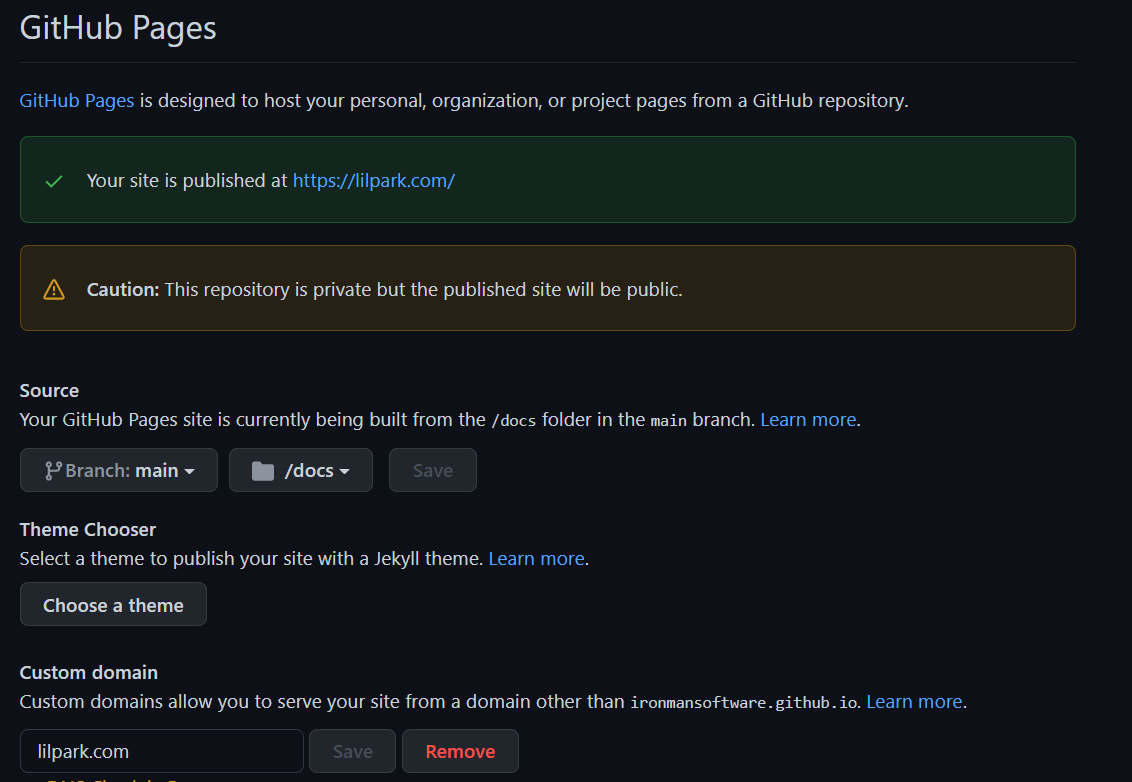 GitHub Pages
GitHub Pages is designed to host your personal, organization, or project pages from a GitHub repository.
Your site is published at https://lilpark.com/
Caution: This repository is private but the published site will be public.
Source
Your GitHub Pages site is currently being built from the /docs folder in the main branch. Learn more.
Branch: main /docs Save
Theme Chooser
Select a theme to publish your site with a Jekyll theme. Learn more.
Choose a theme
Custom domain
Custom domains allow you to serve your site from a domain other than ironmansoftware.github.io. Learn more.
lilpark.com Save Remove